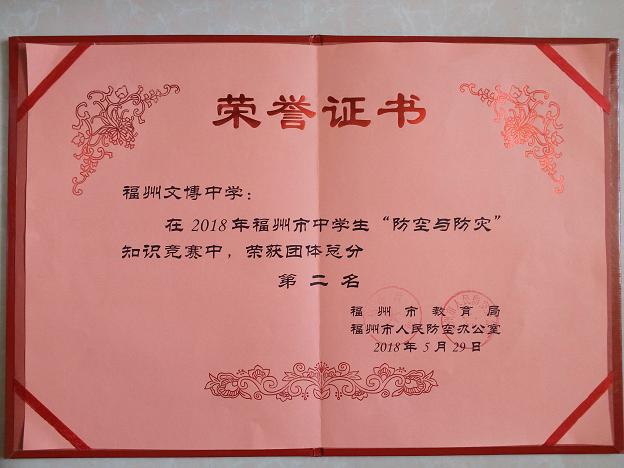 荣誉证书
福州文博中学：
在2018年福州市中学生“防空与防灾”
知识竞赛中，荣获团体总分
第二名
福州市教育局
福州市人民防空办公室
2018年5月29日